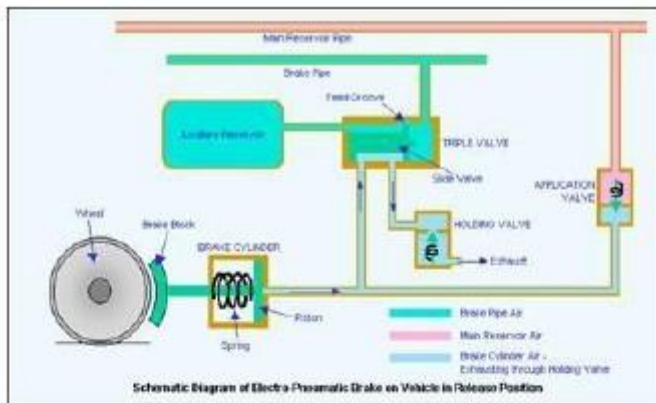 Main Reservoir Pipe
Brake Pipe
Feed Groove
Auxiliary Reservoir
TRIPLE VALVE
Slide Valve
APPLICATION
VALVE
Wheel
Brake Block
HOLDING VALVE
BRAKE CYLINDER
Exhaust
Piston
Spring
Brake Pipe Air
Main Reservoir Air
Brake Cylinder Air -
Exhausting through Holding Valve
Schematic Diagram of Electro-Pneumatic Brake on Vehicle in Release Position